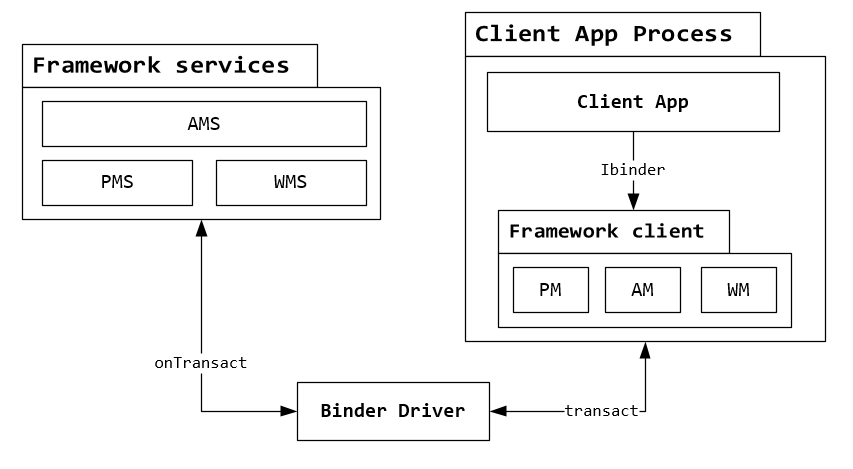 Framework services
AMS
PMS
WMS
Client App Process
Client App
Ibinder
Framework client
PM
AM
WM
onTransact
Binder Driver
transact